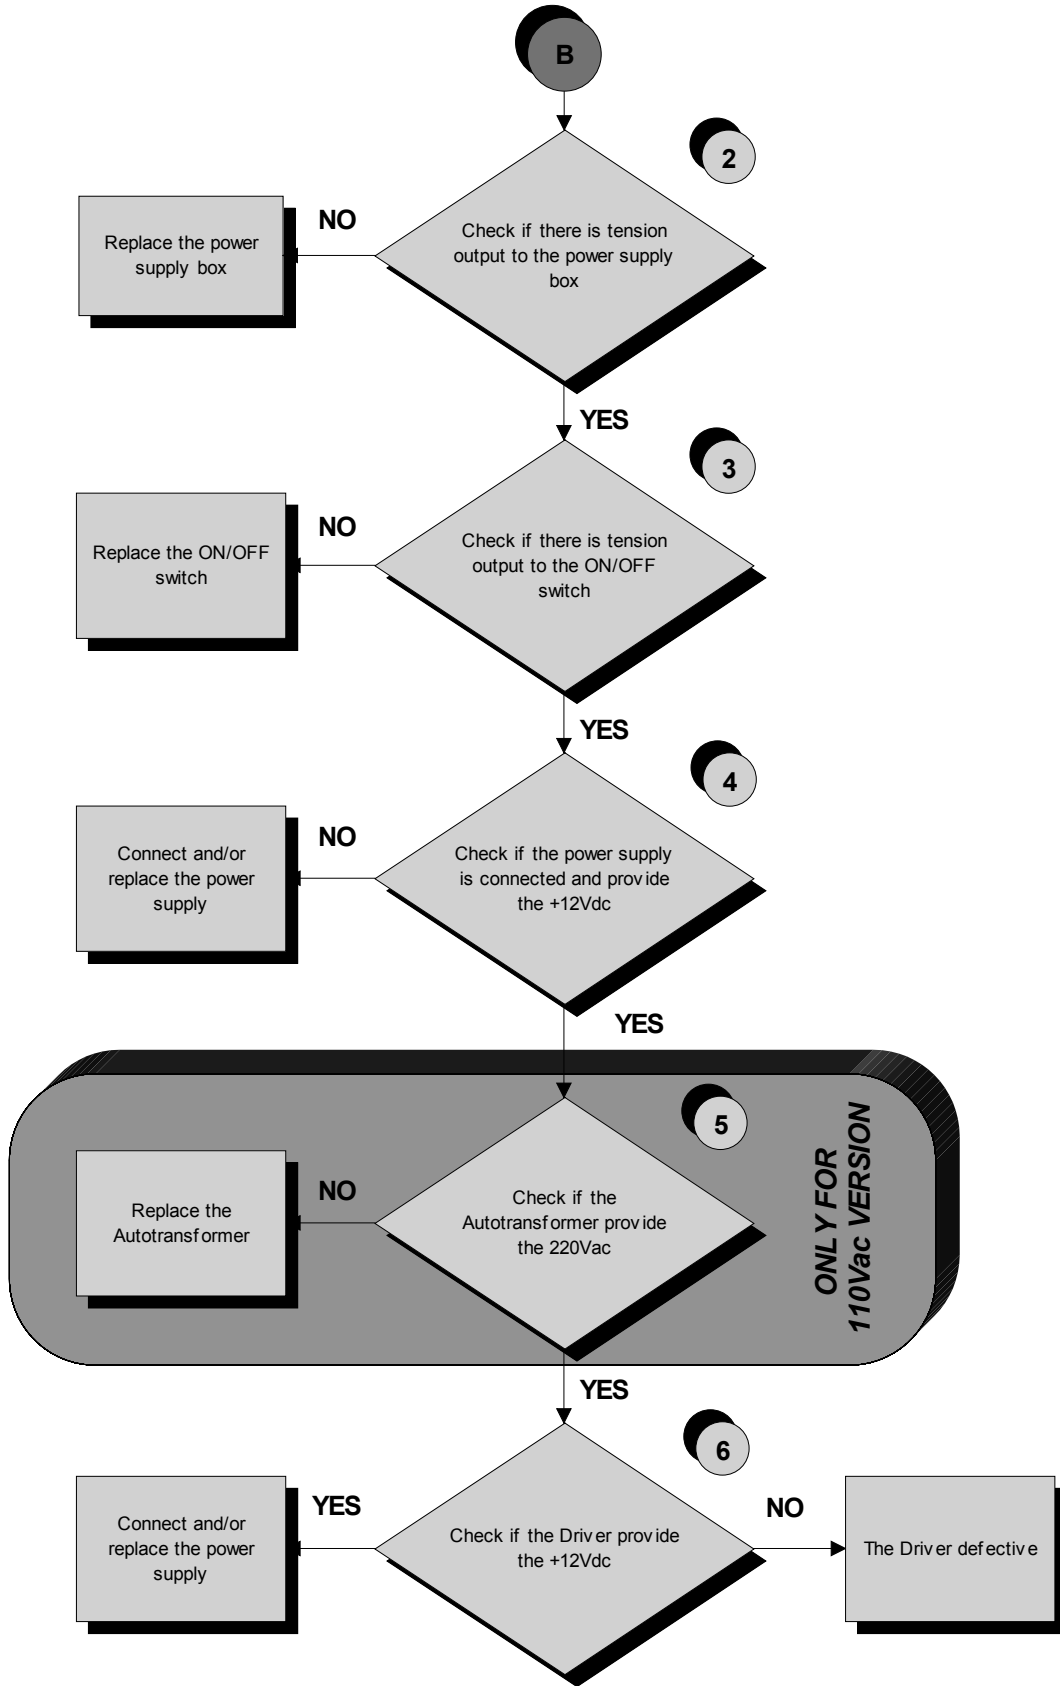 B
2
Check if there is tension
output to the power supply
box
NO
Replace the power
supply box
YES
3
Check if there is tension
output to the ON/OFF
switch
NO
Replace the ON/OFF
switch
YES
4
Check if the power supply
is connected and provide
the +12Vdc
NO
Connect and/or
replace the power
supply
YES
5
Check if the
Autotransformer provide
the 220Vac
NO
Replace the
Autotransformer
ONLY FOR
110Vac VERSION
YES
6
Check if the Driver provide
the +12Vdc
YES
Connect and/or
replace the power
supply
NO
The Driver defective